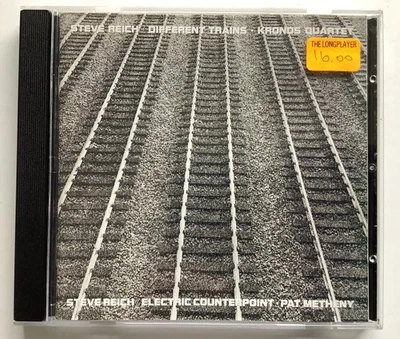 STEVE REICH DIFFERENT TRAINS · KRONOS QUARTET
THE LONGPLAYER
16.00
STEVE REICH ELECTRIC COUNTERPOINT · PAT METHENY